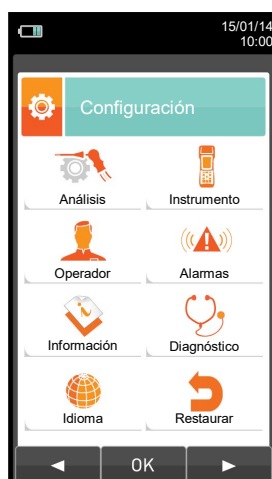 15/01/14
10:00
Configuración
Análisis
Instrumento
Operador
Alarmas
Información
Diagnóstico
Idioma
Restaurar
OK